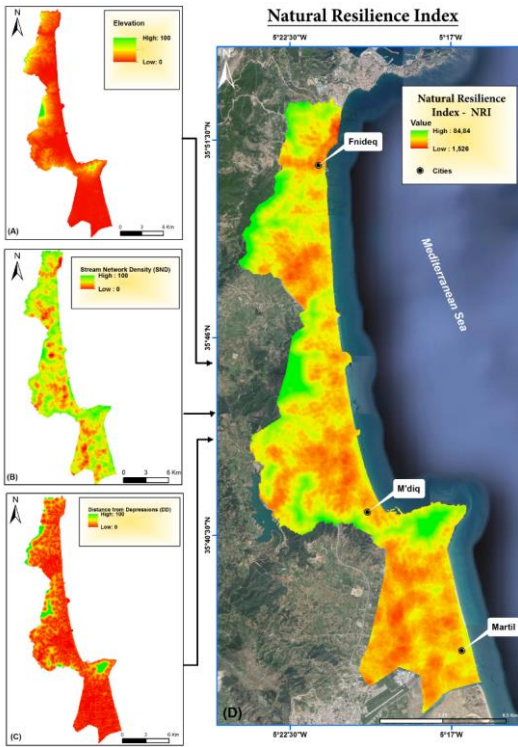 Natural Resilience Index
N
Elevation
High: 100
Low: 0
(A)
0 3 6 Km
N
Stream Network Density (SND)
High : 100
Low : 0
(B)
0 3 6 Km
N
Distance from Depressions (DD)
High: 100
Low: 0
(C)
0 3 6 Km
5°22'30"W
5°17'W
N
Natural Resilience
Index - NRI
Value
High : 84,84
Low : 1,526
Cities
35°51'30"N
Fnideq
Mediterranean Sea
35°46'N
M'diq
35°40'30"N
Martil
(D)
5°22'30"W
5°17'W